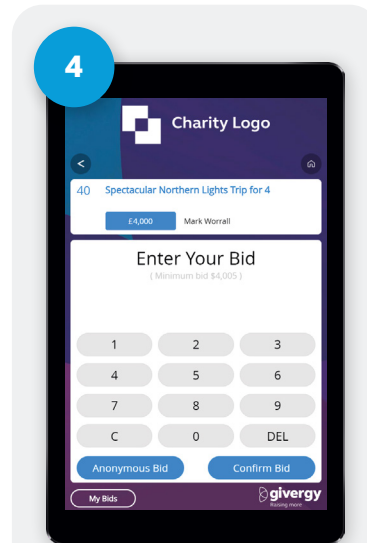 4
Charity Logo
<
40 Spectacular Northern Lights Trip for 4
£4,000 Mark Worrall
Enter Your Bid
( Minimum bid $4,005 )
1 2 3
4 5 6
7 8 9
C 0 DEL
Anonymous Bid Confirm Bid
My Bids givergy
Raising more